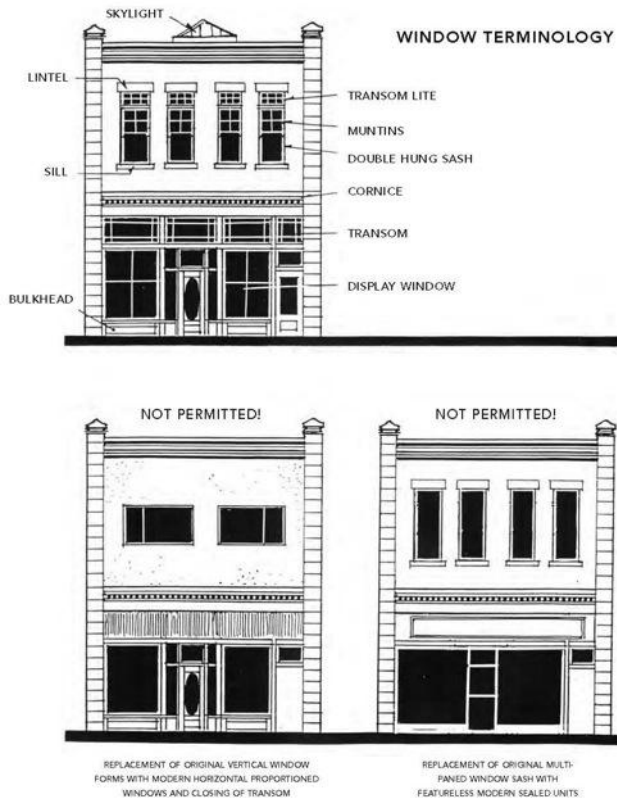 SKYLIGHT
WINDOW TERMINOLOGY
LINTEL
TRANSOM LITE
MUNTINS
DOUBLE HUNG SASH
SILL
CORNICE
TRANSOM
DISPLAY WINDOW
BULKHEAD
NOT PERMITTED!
NOT PERMITTED!
REPLACEMENT OF ORIGINAL VERTICAL WINDOW
FORMS WITH MODERN HORIZONTAL PROPORTIONED
WINDOWS AND CLOSING OF TRANSOM
REPLACEMENT OF ORIGINAL MULTI-
PANED WINDOW SASH WITH
FEATURELESS MODERN SEALED UNITS